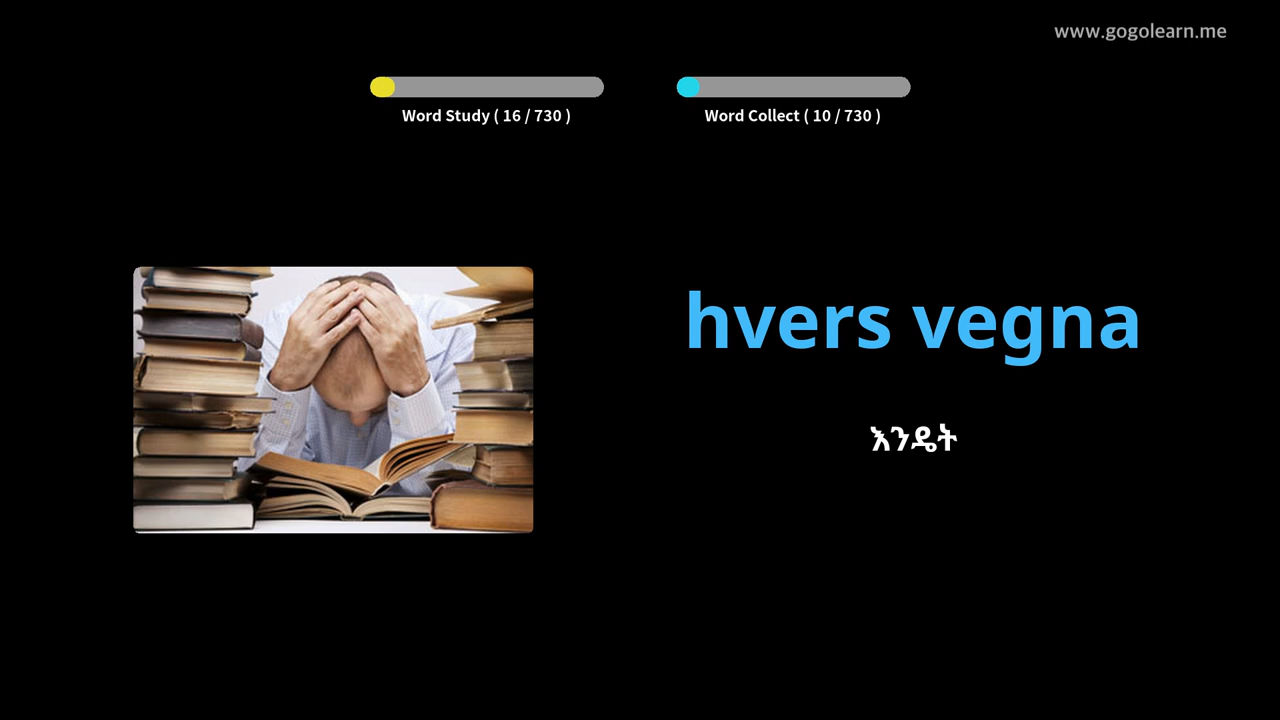 www.gogolearn.me
Word Study ( 16 / 730 )
Word Collect ( 10 / 730 )
hvers vegna
እንዴት